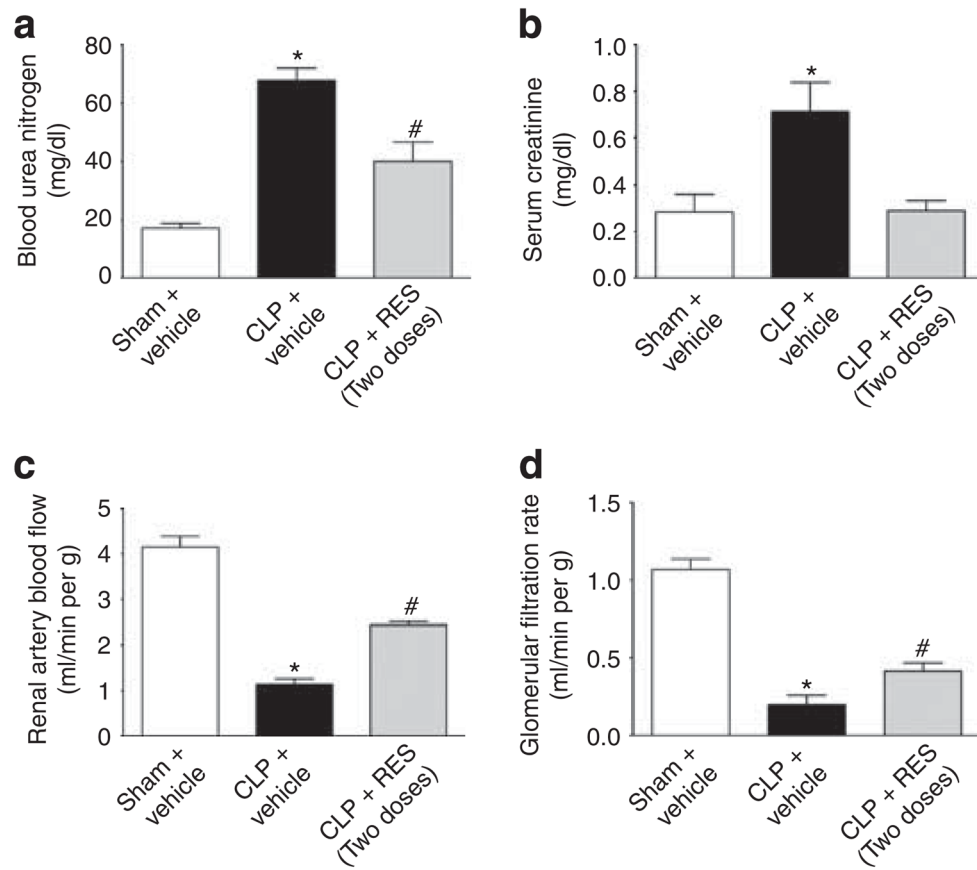 a
Blood urea nitrogen
(mg/dl)
80
60
40
20
0
*
#
Sham +
vehicle
CLP +
vehicle
CLP + RES
(Two doses)
b
Serum creatinine
(mg/dl)
1.0
0.8
0.6
0.4
0.2
0.0
*
Sham +
vehicle
CLP +
vehicle
CLP + RES
(Two doses)
c
Renal artery blood flow
(ml/min per g)
5
4
3
2
1
0
*
#
Sham +
vehicle
CLP +
vehicle
CLP + RES
(Two doses)
d
Glomerular filtration rate
(ml/min per g)
1.5
1.0
0.5
0.0
*
#
Sham +
vehicle
CLP +
vehicle
CLP + RES
(Two doses)